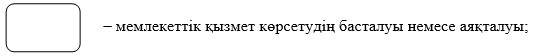 – мемлекеттік қызмет көрсетудің басталуы немесе аяқталуы;